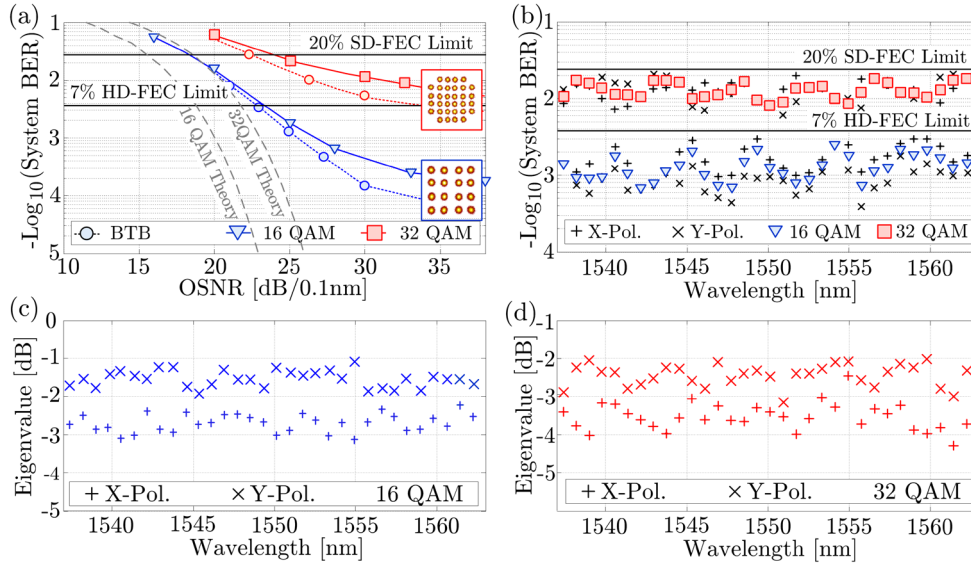 (a)
-Log10(System BER)
1
2
3
4
5
20% SD-FEC Limit
7% HD-FEC Limit
16 QAM Theory
32QAM Theory
BTB
16 QAM
32 QAM
10
15
20
25
30
35
OSNR [dB/0.1nm]
(b)
-Log10(System BER)
1
2
3
4
20% SD-FEC Limit
7% HD-FEC Limit
X-Pol.
Y-Pol.
16 QAM
32 QAM
1540
1545
1550
1555
1560
Wavelength [nm]
(c)
Eigenvalue [dB]
0
-1
-2
-3
-4
-5
X-Pol.
Y-Pol.
16 QAM
1540
1545
1550
1555
1560
Wavelength [nm]
(d)
Eigenvalue [dB]
-1
-2
-3
-4
-5
X-Pol.
Y-Pol.
32 QAM
1540
1545
1550
1555
1560
Wavelength [nm]